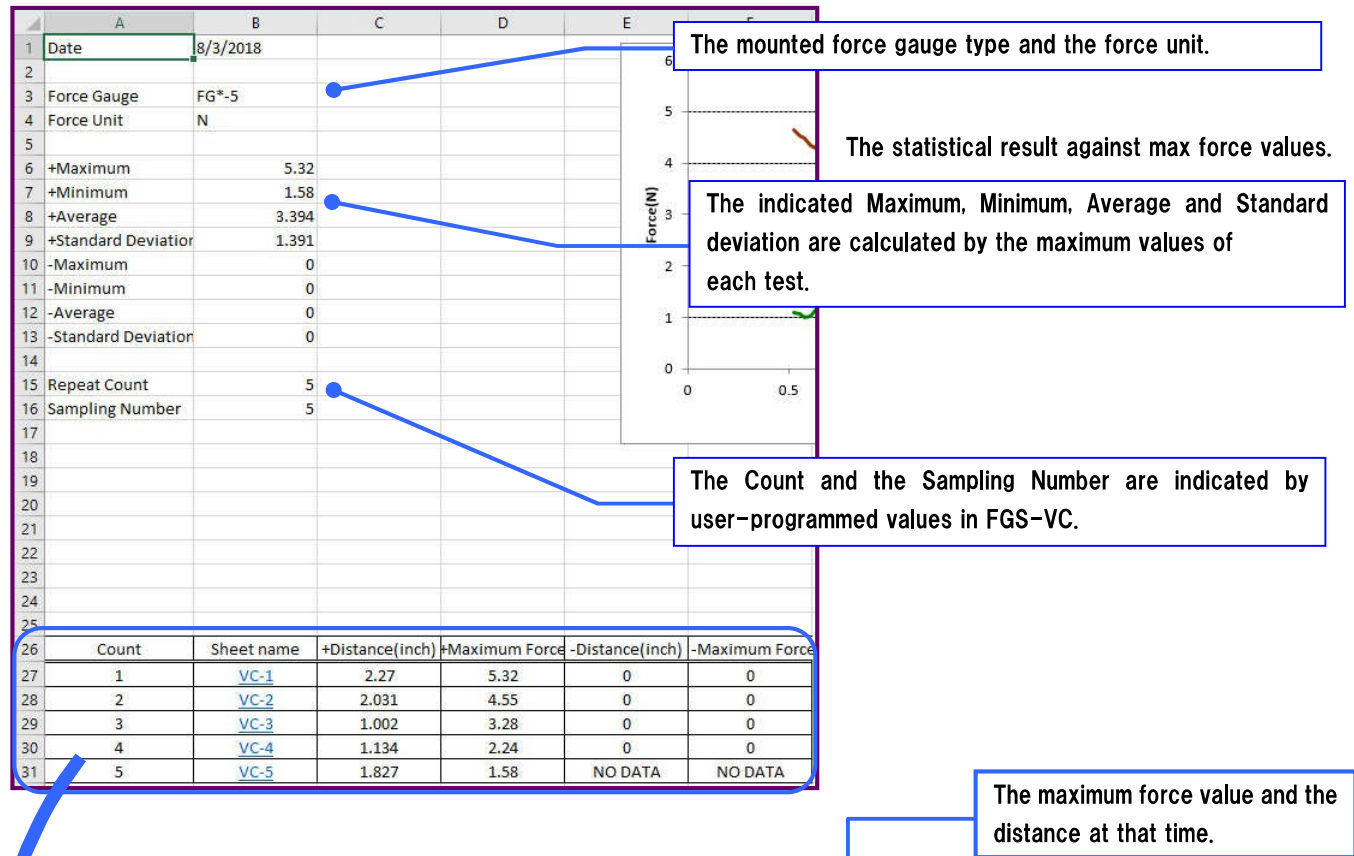 A B C D E
1 Date 8/3/2018
2
3 Force Gauge FG*-5
4 Force Unit N
5
6 +Maximum 5.32
7 +Minimum 1.58
8 +Average 3.394
9 +Standard Deviation 1.391
10 -Maximum 0
11 -Minimum 0
12 -Average 0
13 -Standard Deviation 0
14
15 Repeat Count 5
16 Sampling Number 5
17
18
19
20
21
22
23
24
25
26 Count Sheet name +Distance(inch) +Maximum Force -Distance(inch) -Maximum Force
27 1 VC-1 2.27 5.32 0 0
28 2 VC-2 2.031 4.55 0 0
29 3 VC-3 1.002 3.28 0 0
30 4 VC-4 1.134 2.24 0 0
31 5 VC-5 1.827 1.58 NO DATA NO DATA
6
5
4
3
2
1
0
Force(N)
0 0.5
The mounted force gauge type and the force unit.
The statistical result against max force values.
The indicated Maximum, Minimum, Average and Standard
deviation are calculated by the maximum values of
each test.
The Count and the Sampling Number are indicated by
user-programmed values in FGS-VC.
The maximum force value and the
distance at that time.